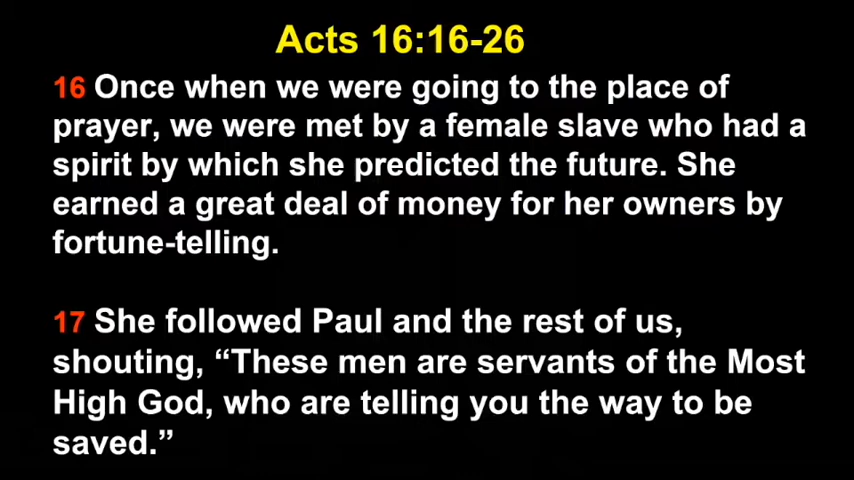 Acts 16:16-26
16 Once when we were going to the place of
prayer, we were met by a female slave who had a
spirit by which she predicted the future. She
earned a great deal of money for her owners by
fortune-telling.
17 She followed Paul and the rest of us,
shouting, “These men are servants of the Most
High God, who are telling you the way to be
saved.”